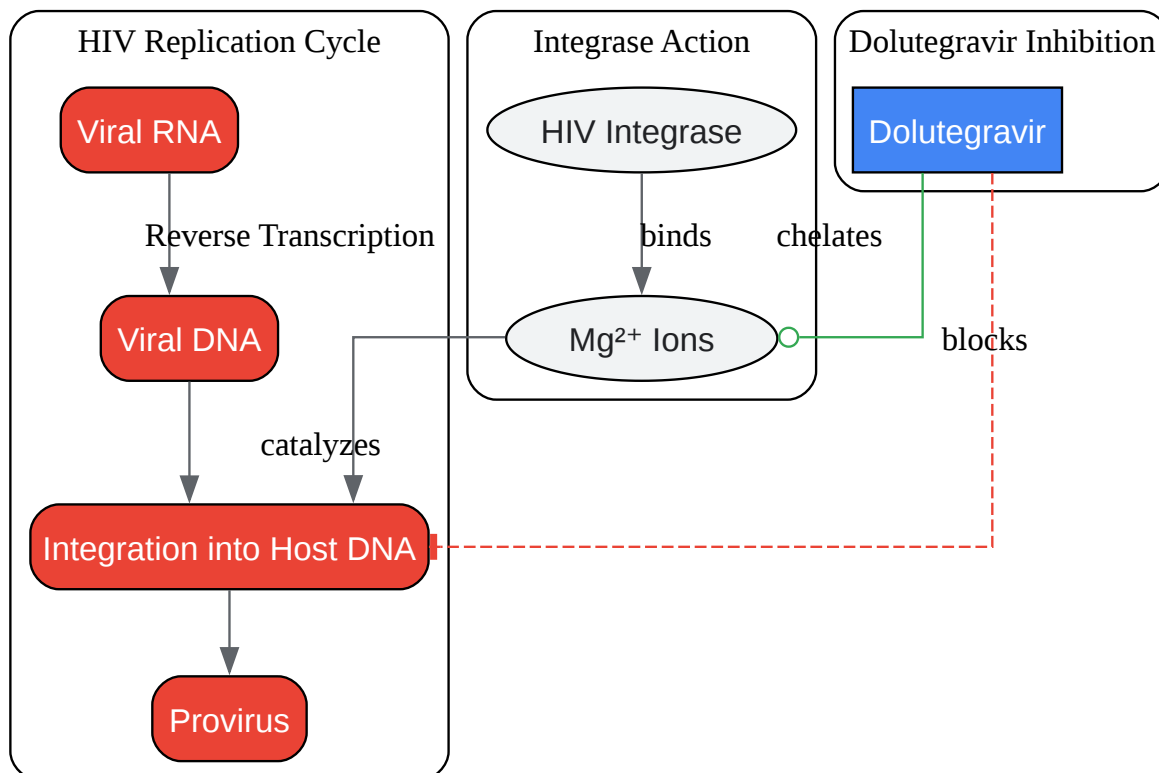 HIV Replication Cycle
Integrase Action
Dolutegravir Inhibition
Viral RNA
HIV Integrase
Dolutegravir
Reverse Transcription
binds
chelates
Viral DNA
Mg²⁺ Ions
blocks
catalyzes
Integration into Host DNA
Provirus